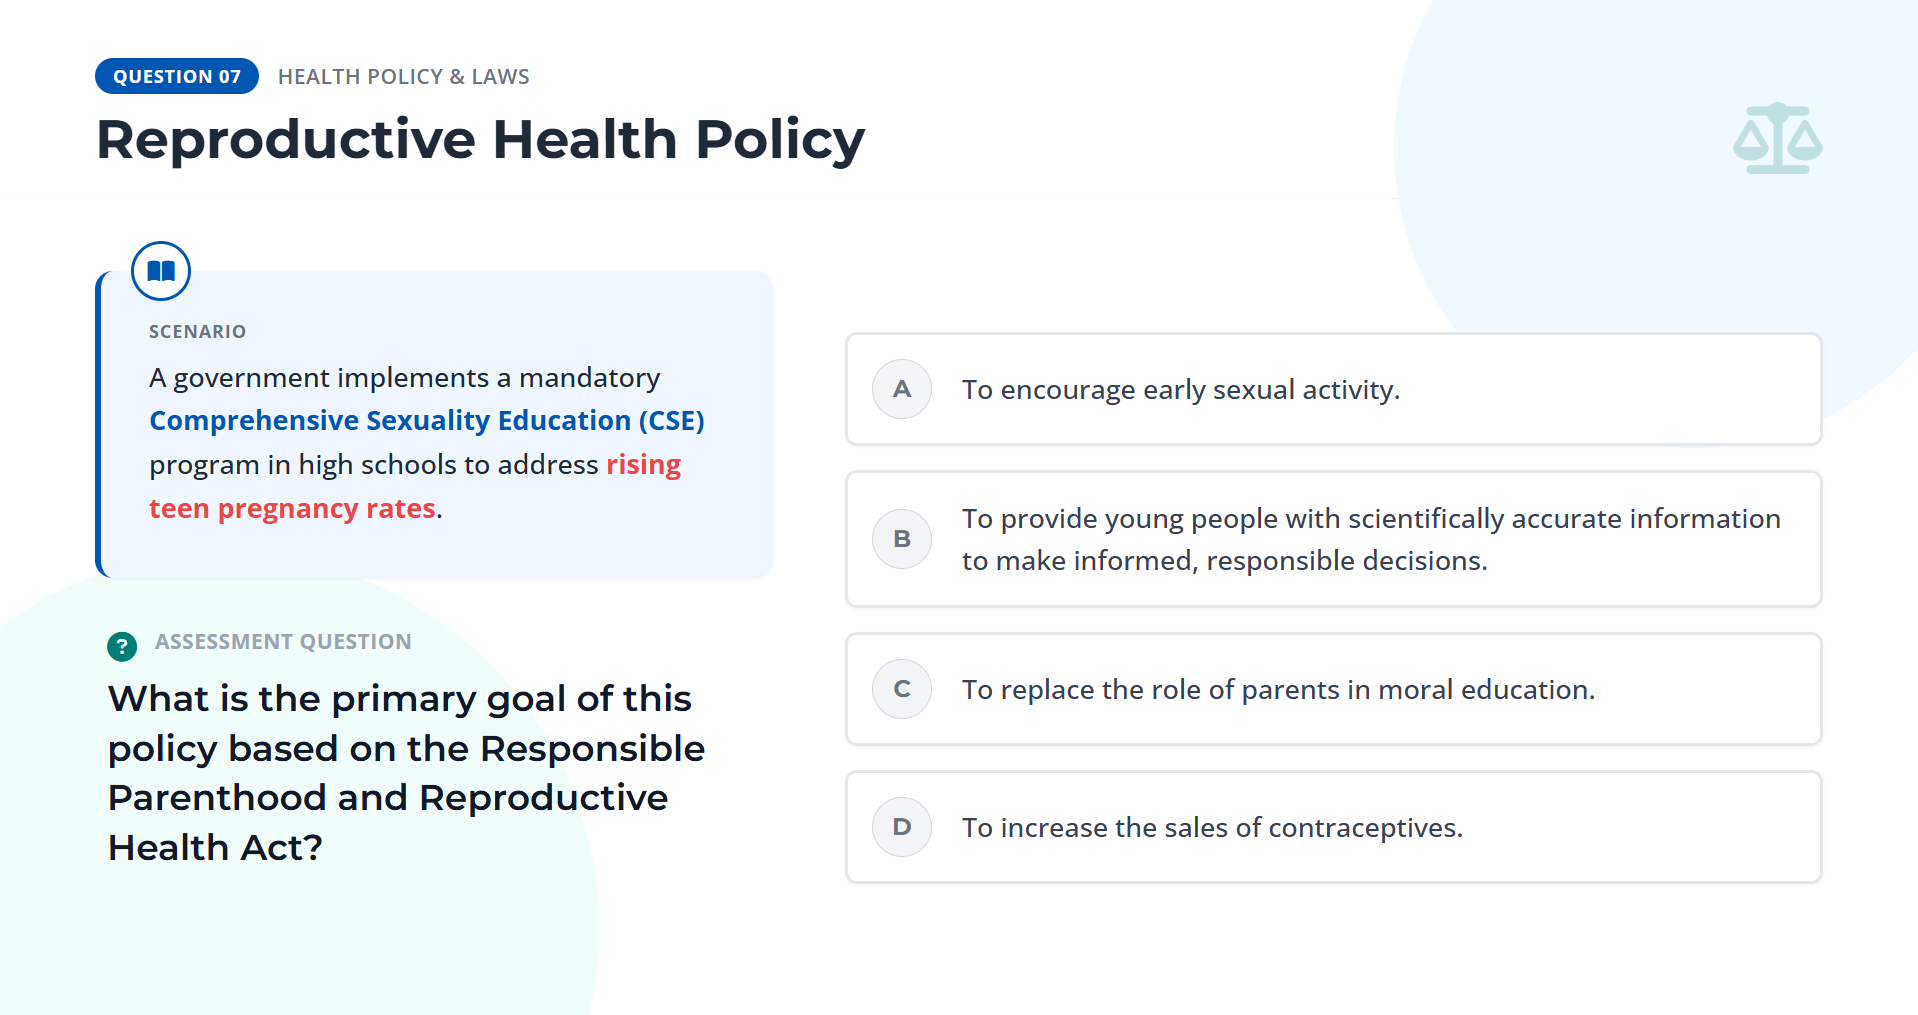 QUESTION 07
HEALTH POLICY & LAWS
Reproductive Health Policy
SCENARIO
A government implements a mandatory
Comprehensive Sexuality Education (CSE)
program in high schools to address rising
teen pregnancy rates.
?
ASSESSMENT QUESTION
What is the primary goal of this
policy based on the Responsible
Parenthood and Reproductive
Health Act?
A
To encourage early sexual activity.
B
To provide young people with scientifically accurate information
to make informed, responsible decisions.
C
To replace the role of parents in moral education.
D
To increase the sales of contraceptives.